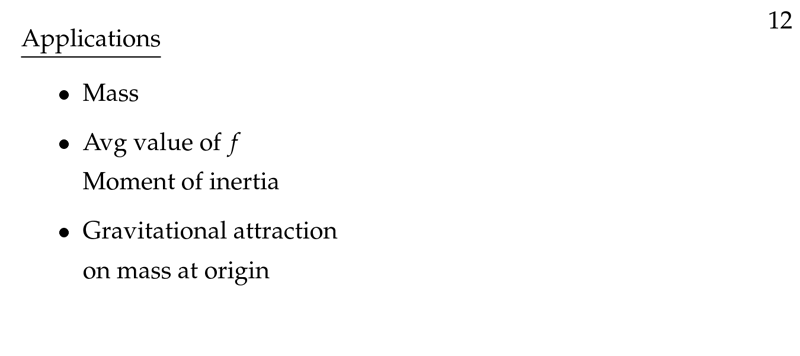 12
Applications
• Mass
• Avg value of f
Moment of inertia
• Gravitational attraction
on mass at origin